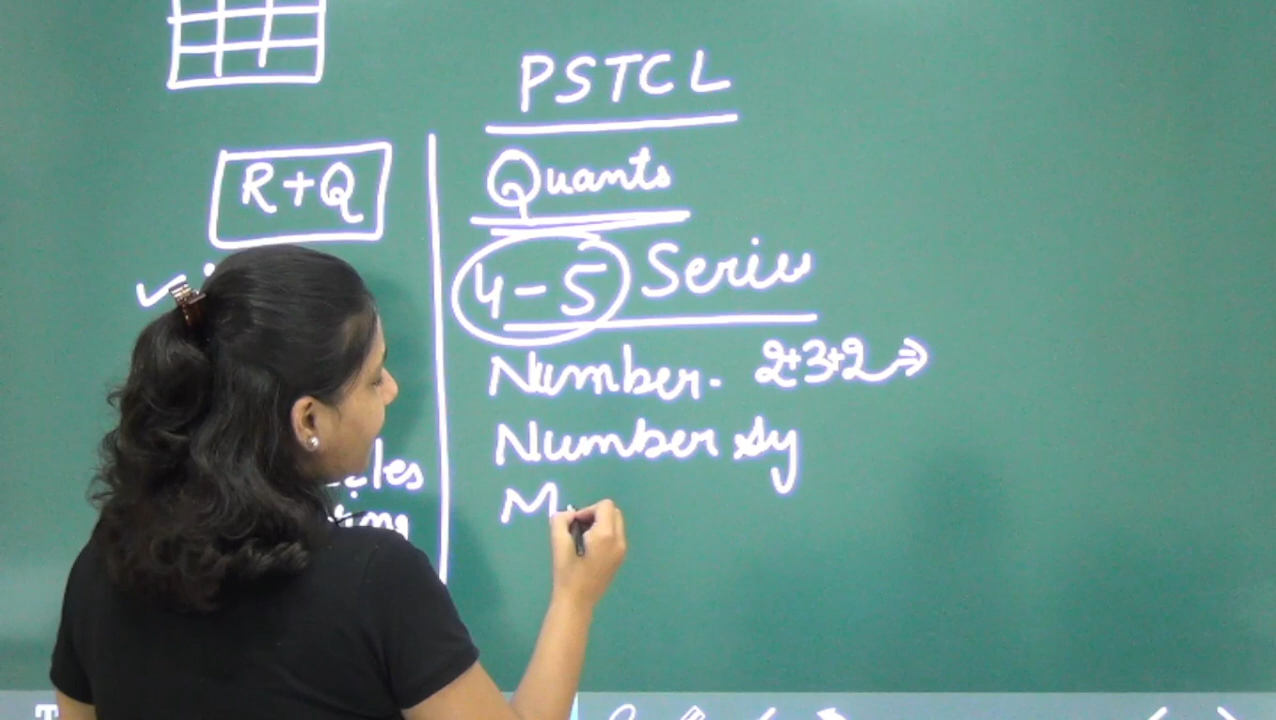 PSTCL
R+Q
Quants
4-5 Series
Number. 2+3+2⇒
Number sy
M